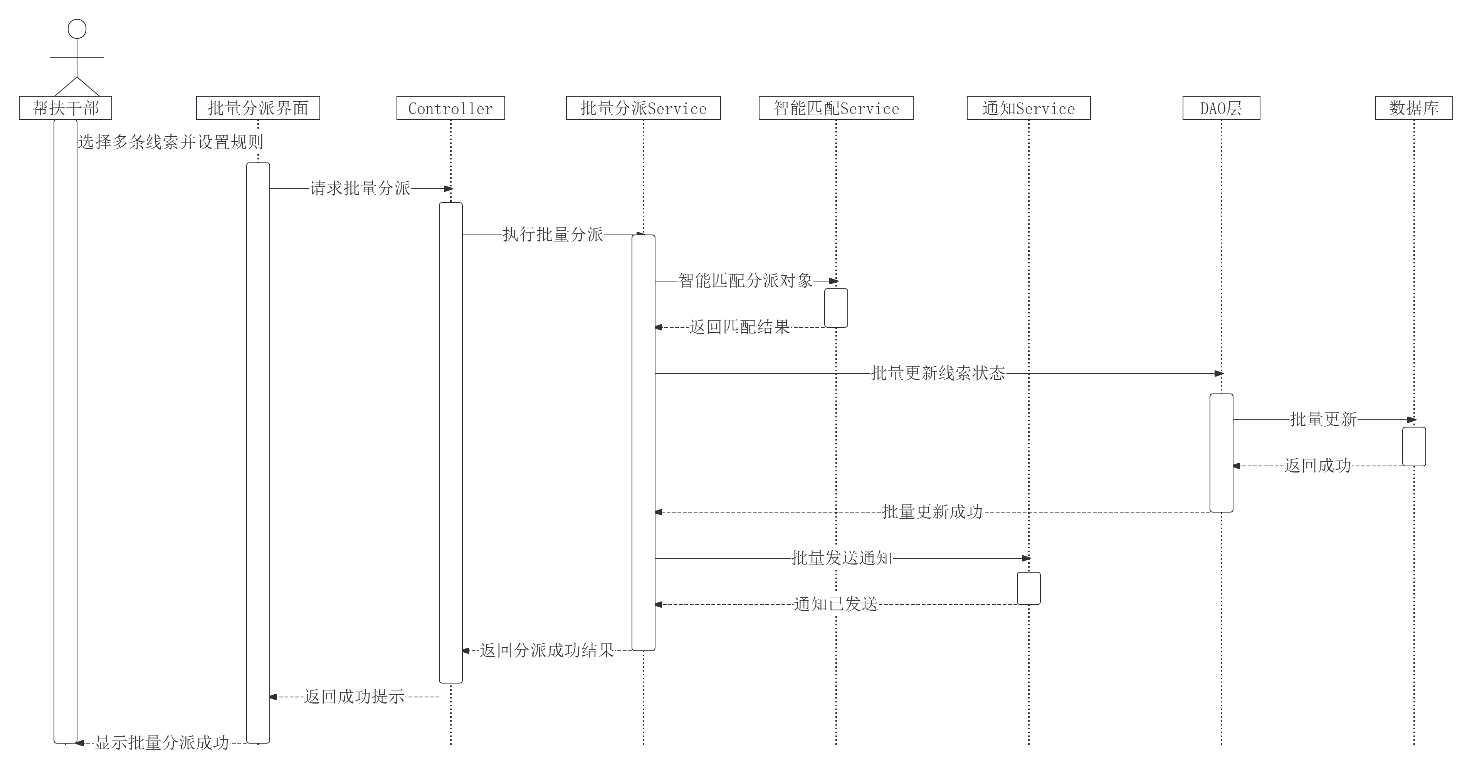 帮扶干部
批量分派界面
Controller
批量分派Service
智能匹配Service
通知Service
DAO层
数据库
选择多条线索并设置规则
请求批量分派
执行批量分派
智能匹配分派对象
返回匹配结果
批量更新线索状态
批量更新
返回成功
批量更新成功
批量发送通知
通知已发送
返回分派成功结果
返回成功提示
显示批量分派成功